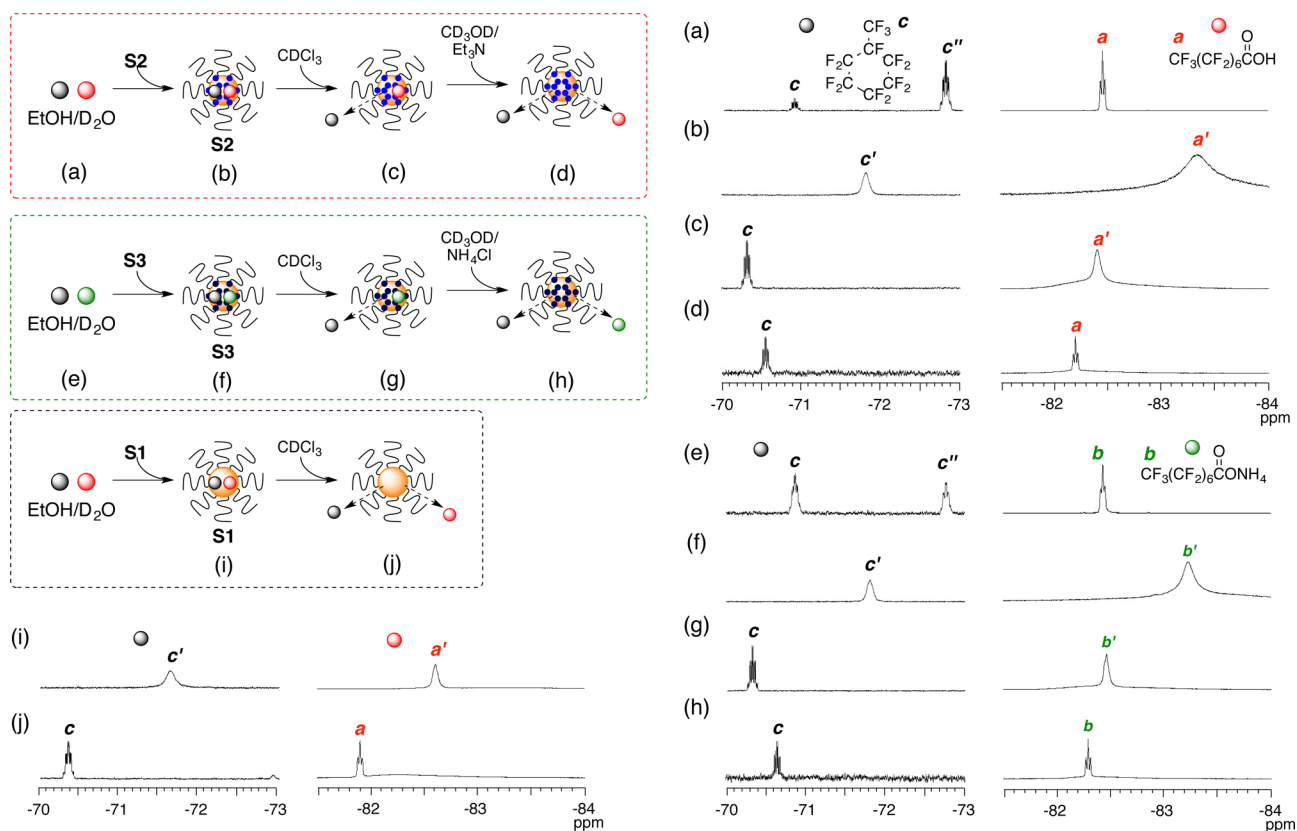 S2
CDCl3
CD3OD/
Et3N
EtOH/D2O
S2
(a)
(b)
(c)
(d)
S3
CDCl3
CD3OD/
NH4Cl
EtOH/D2O
S3
(e)
(f)
(g)
(h)
S1
CDCl3
EtOH/D2O
S1
(i)
(j)
(i)
c'
a'
(j)
c
a
-70 -71 -72 -73
-82 -83 -84
ppm
(a)
c
c''
CF3 c
CF
F2C CF2
F2C CF2
CF2
a
a
O
CF3(CF2)6COH
(b)
c'
a'
(c)
c
a'
(d)
c
a
-70 -71 -72 -73
-82 -83 -84
ppm
(e)
c
c''
b
b
O
CF3(CF2)6CONH4
(f)
c'
b'
(g)
c
b'
(h)
c
b
-70 -71 -72 -73
-82 -83 -84
ppm